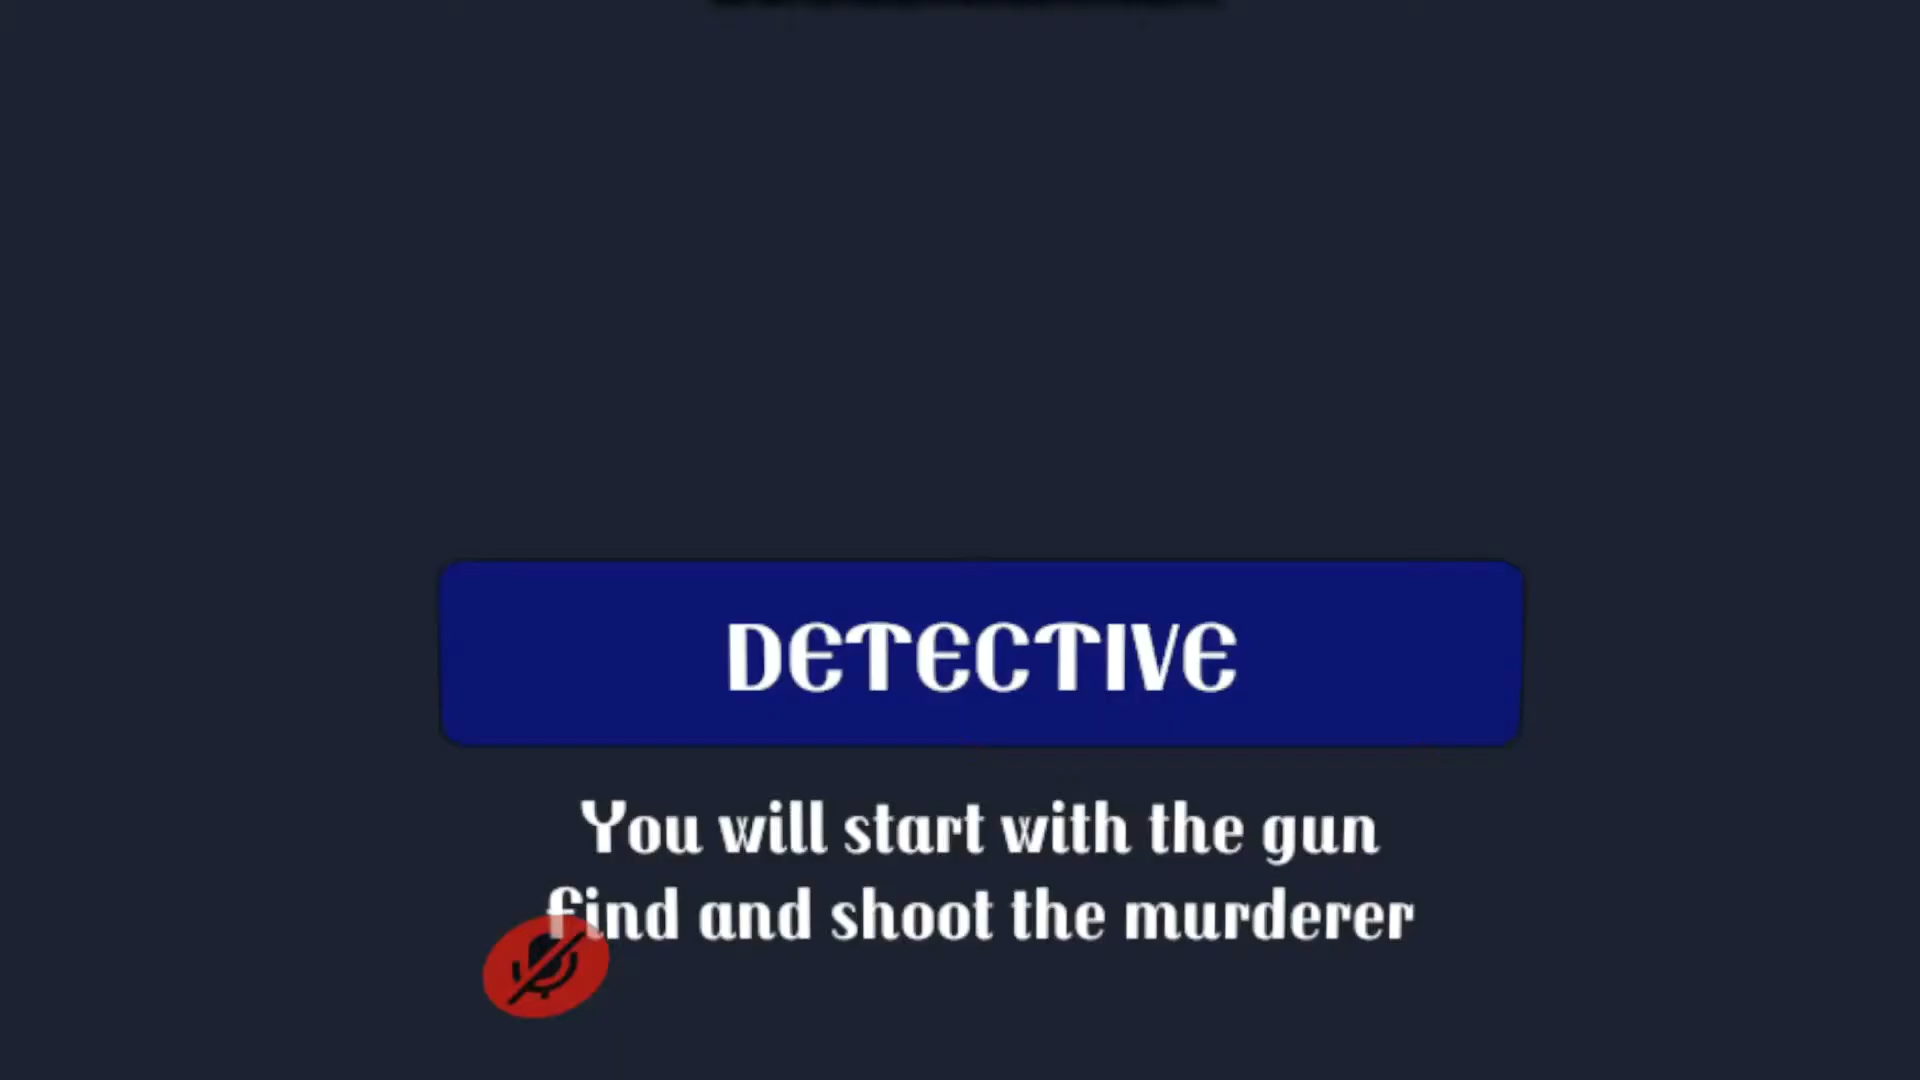 DETECTIVE
You will start with the gun
find and shoot the murderer